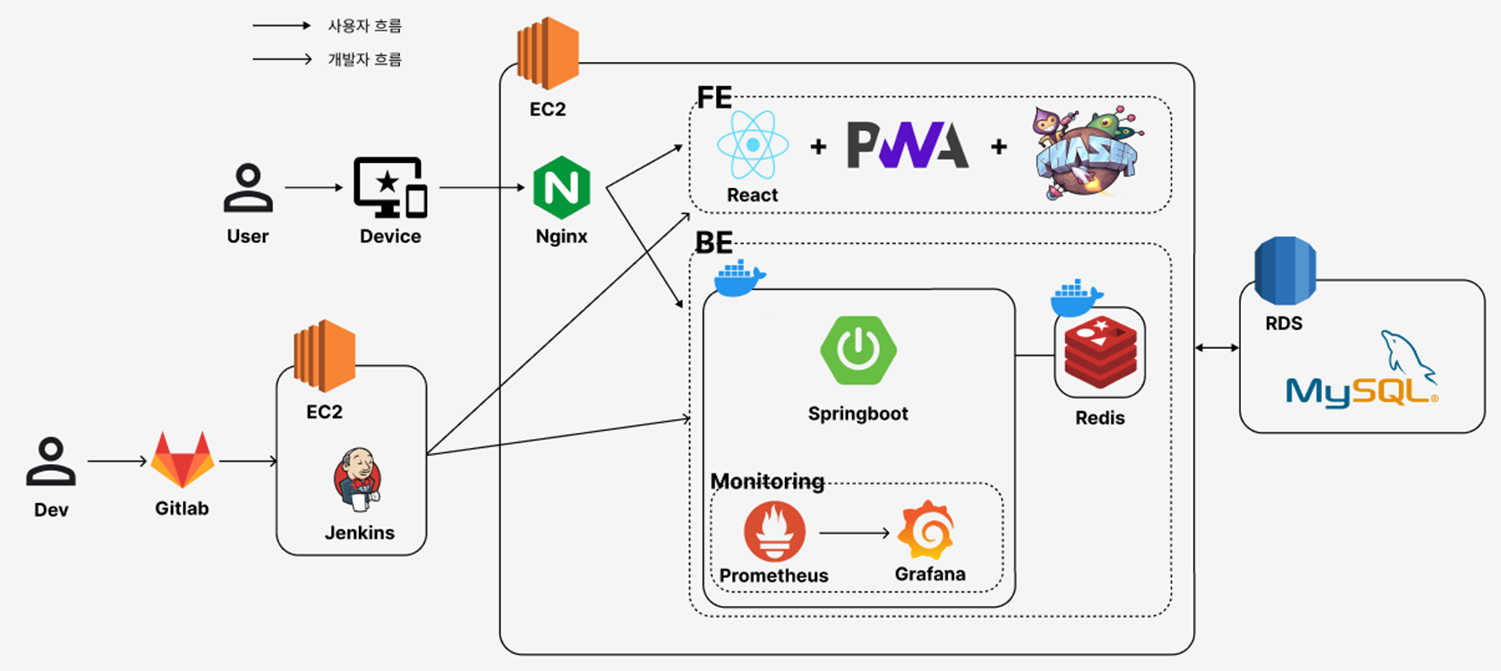 사용자 흐름
개발자 흐름
EC2
FE
+
PWA
+
PHASER
React
User
Device
Nginx
BE
RDS
MySQL®
EC2
Springboot
Redis
Dev
Gitlab
Jenkins
Monitoring
Prometheus
Grafana